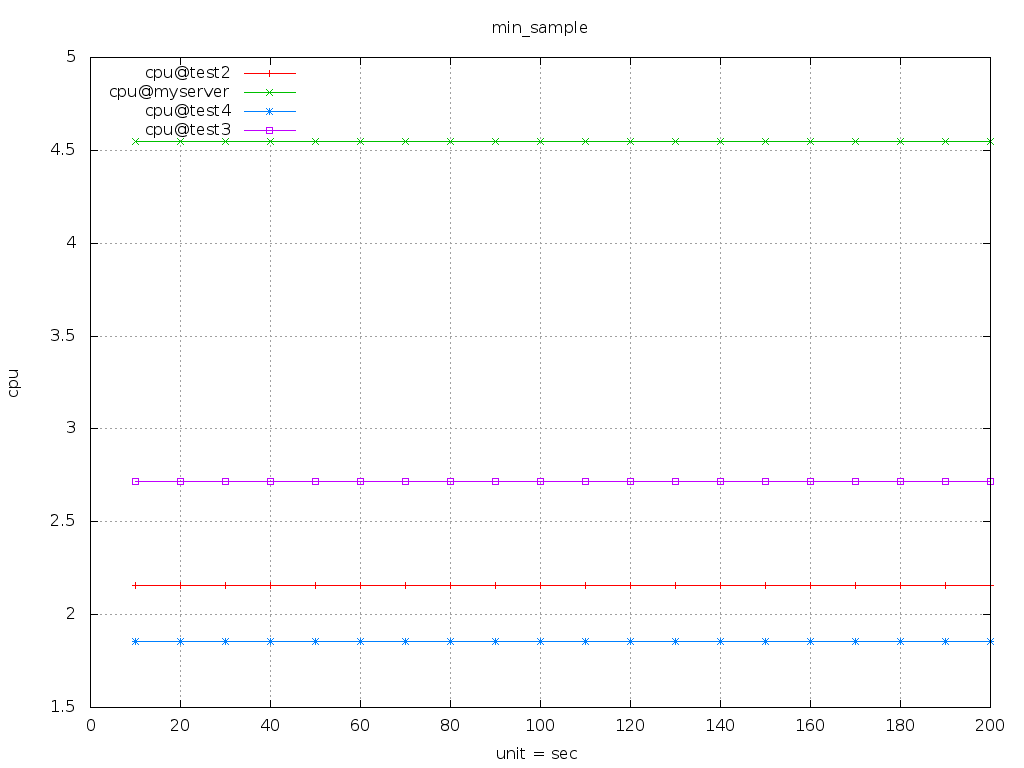 min_sample
cpu@test2
cpu@myserver
cpu@test4
cpu@test3
5
4.5
4
3.5
3
2.5
2
1.5
cpu
0 20 40 60 80 100 120 140 160 180 200
unit = sec